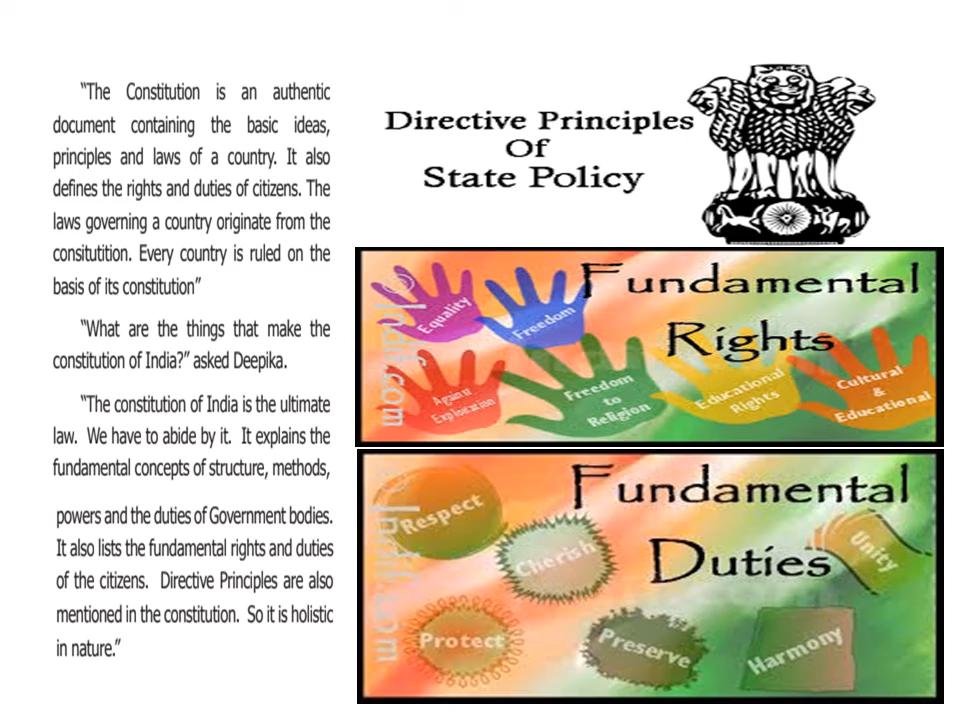 “The Constitution is an authentic
document containing the basic ideas,
principles and laws of a country. It also
defines the rights and duties of citizens. The
laws governing a country originate from the
consitutition. Every country is ruled on the
basis of its constitution”
“What are the things that make the
constitution of India?” asked Deepika.
“The constitution of India is the ultimate
law. We have to abide by it. It explains the
fundamental concepts of structure, methods,
powers and the duties of Government bodies.
It also lists the fundamental rights and duties
of the citizens. Directive Principles are also
mentioned in the constitution. So it is holistic
in nature.”
Directive Principles
Of
State Policy
Fundamental
Rights
Equality
Freedom
Against
Exploitation
Freedom
to
Religion
Educational
Rights
Cultural
&
Educational
Fundamental
Duties
Respect
Cherish
Unity
Protect
Preserve
Harmony